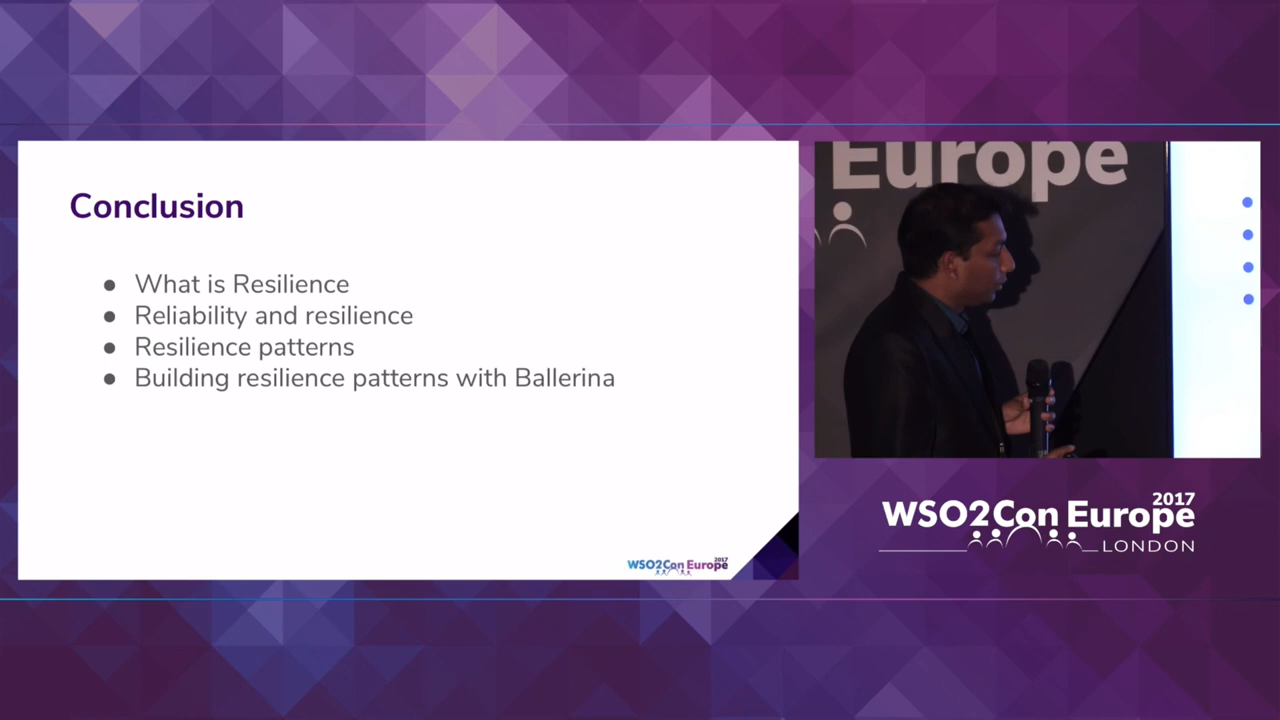 Conclusion
● What is Resilience
● Reliability and resilience
● Resilience patterns
● Building resilience patterns with Ballerina
WSO2Con Europe 2017
Europe
WSO2Con Europe 2017
LONDON